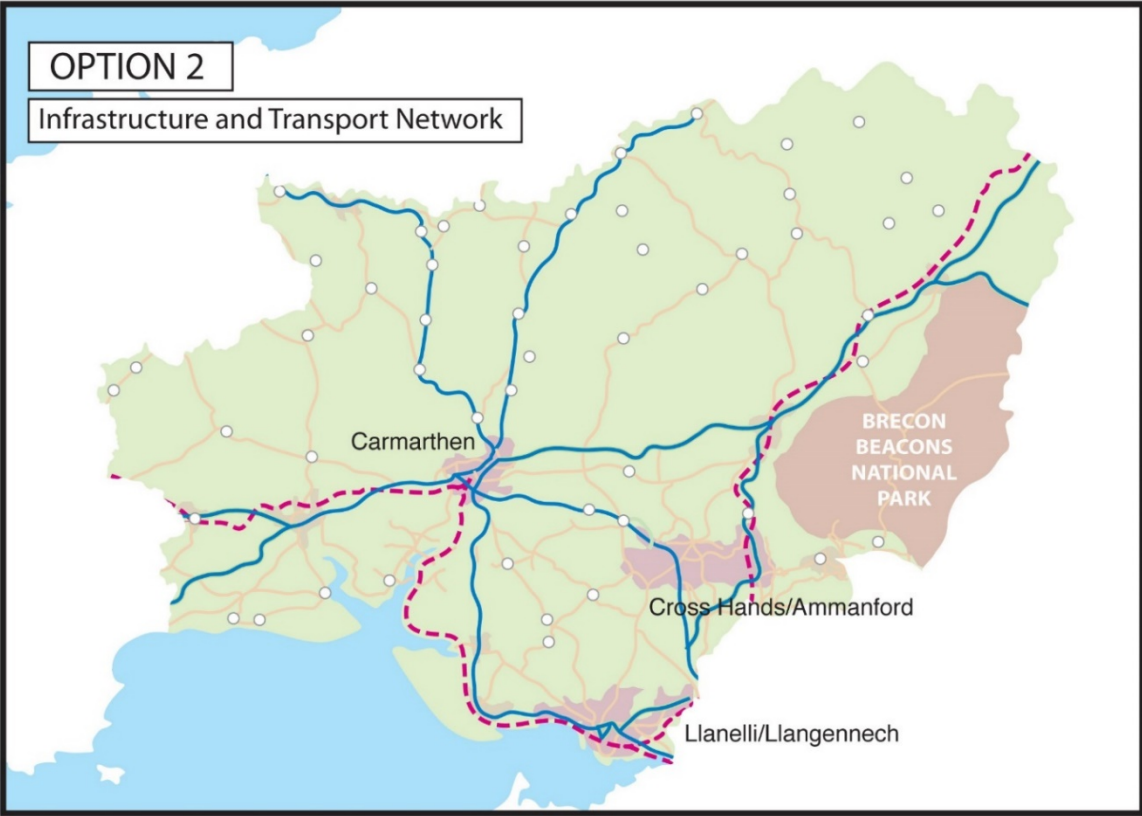 OPTION 2
Infrastructure and Transport Network
Carmarthen
BRECON
BEACONS
NATIONAL
PARK
Cross Hands/Ammanford
Llanelli/Llangennech